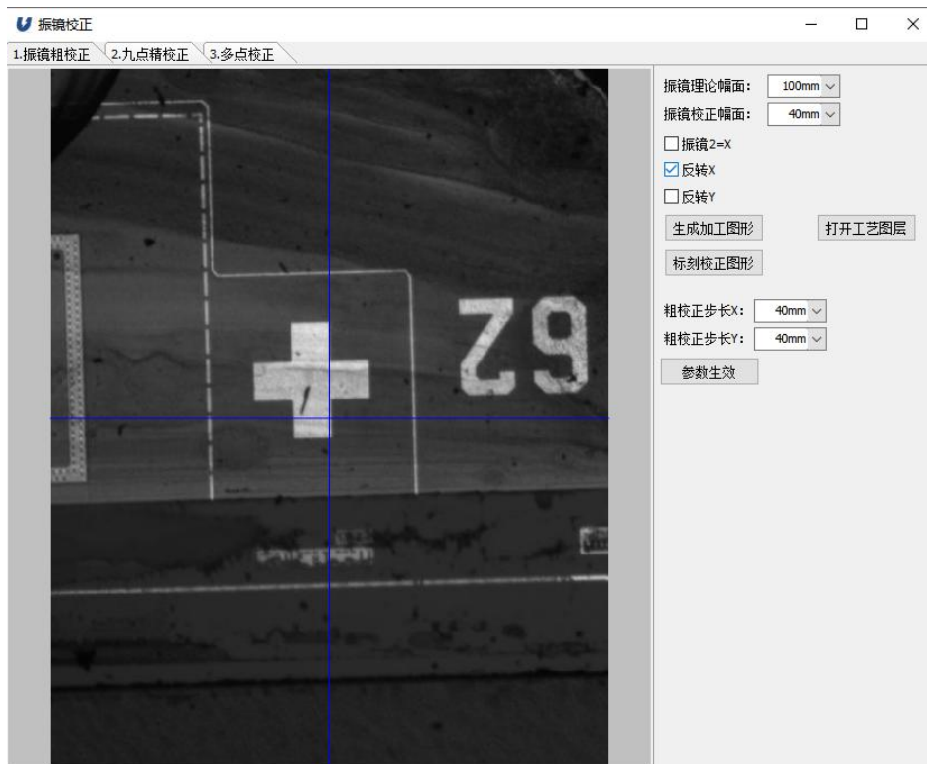 振镜校正
1.振镜粗校正 2.九点精校正 3.多点校正
振镜理论幅面: 100mm
振镜校正幅面: 40mm
振镜2=X
反转X
反转Y
生成加工图形 打开工艺图层
标刻校正图形
粗校正步长X: 40mm
粗校正步长Y: 40mm
参数生效